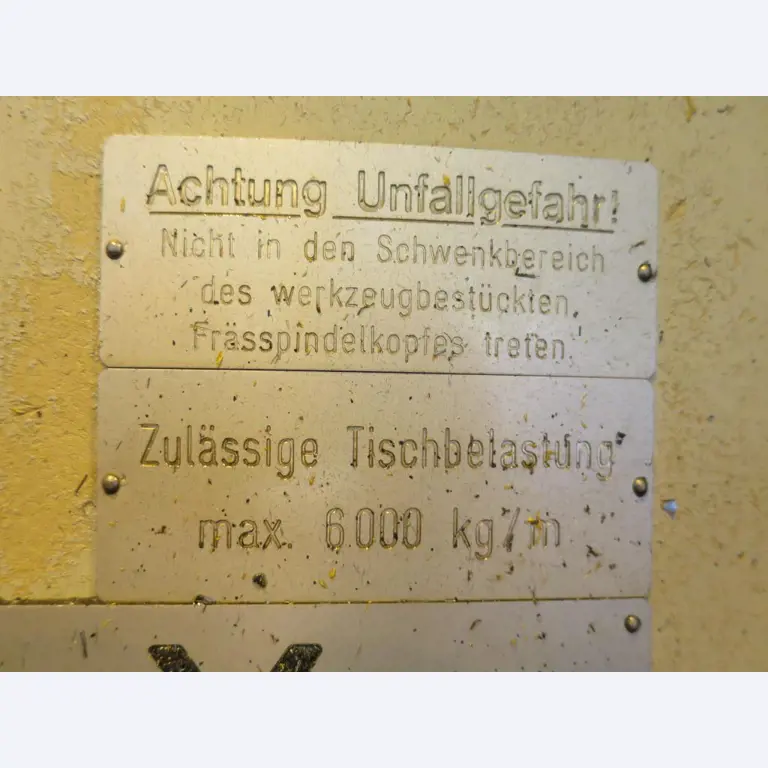 Achtung Unfallgefahr!
Nicht in den Schwenkbereich
des werkzeugbestückten
Frässpindelkopfes treten.
Zulässige Tischbelastung
max. 6000 kg/m